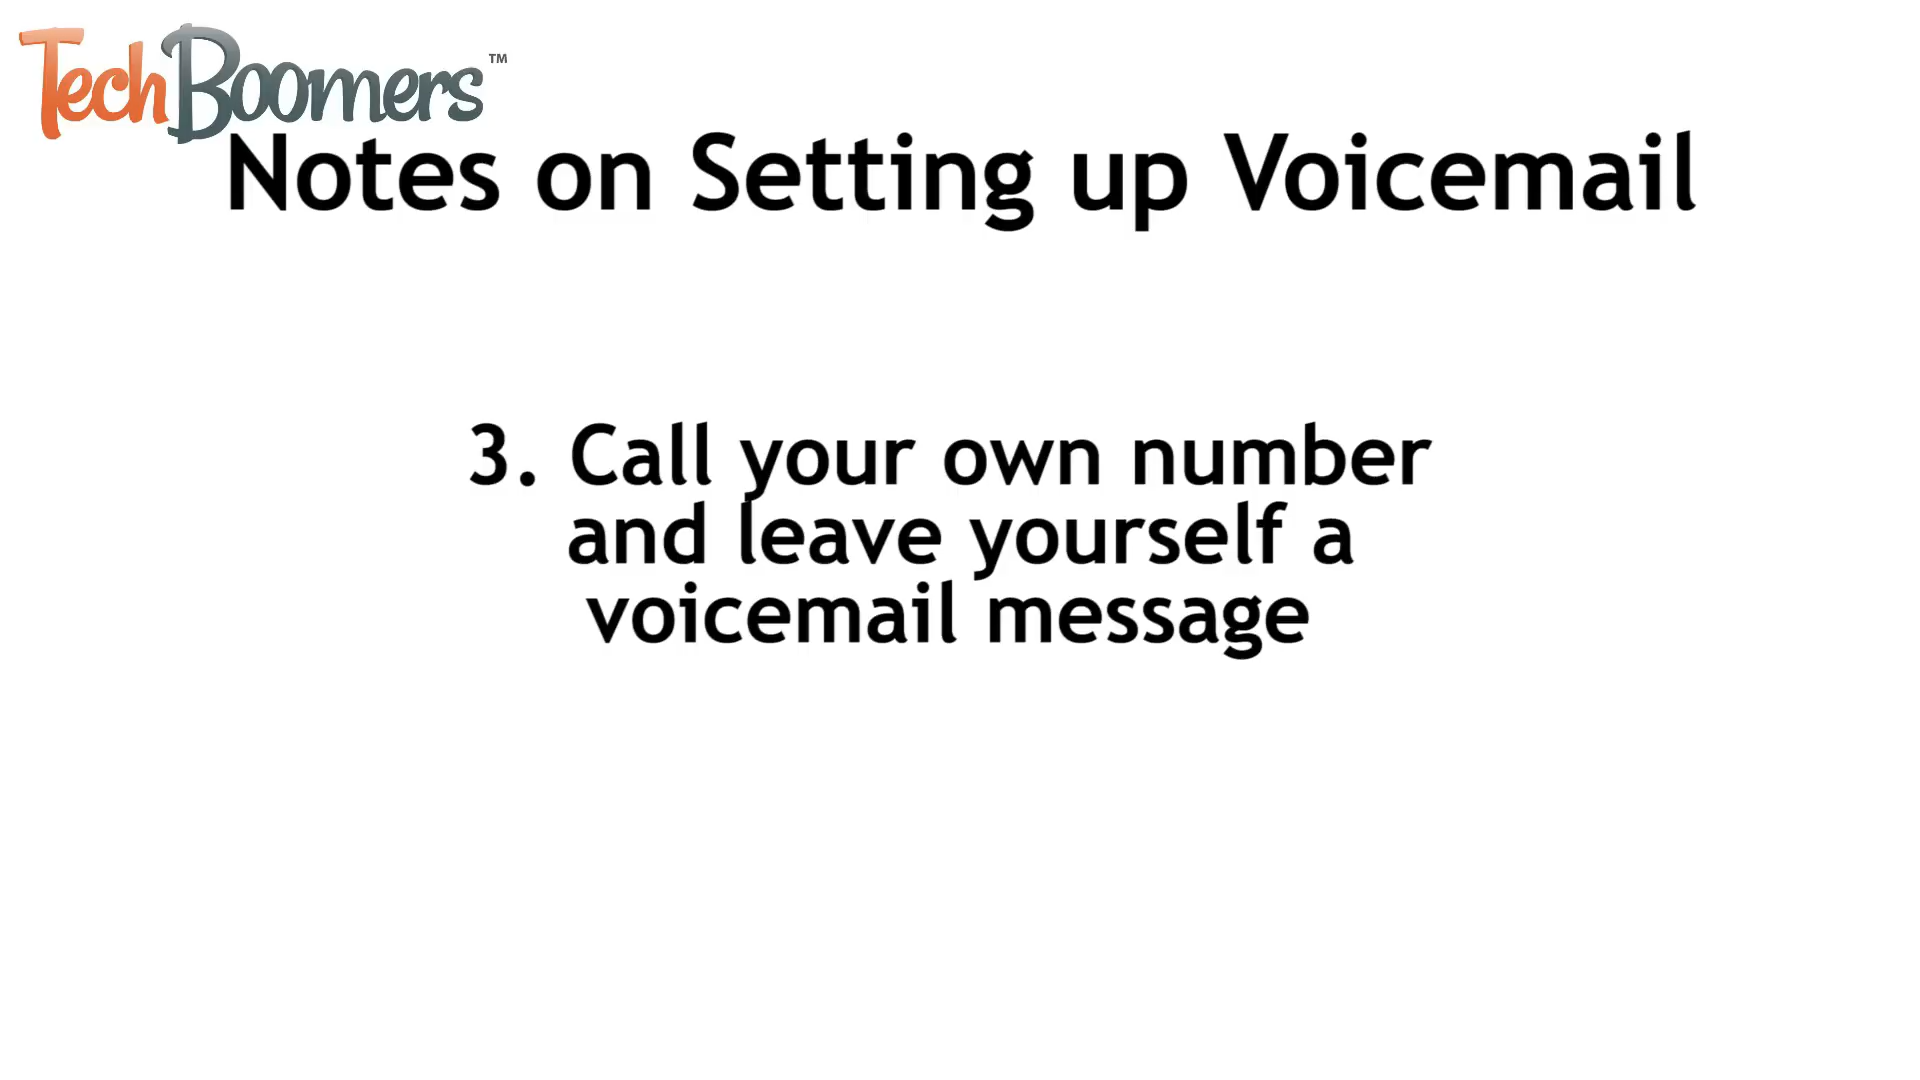 TechBoomers™
Notes on Setting up Voicemail
3. Call your own number
and leave yourself a
voicemail message